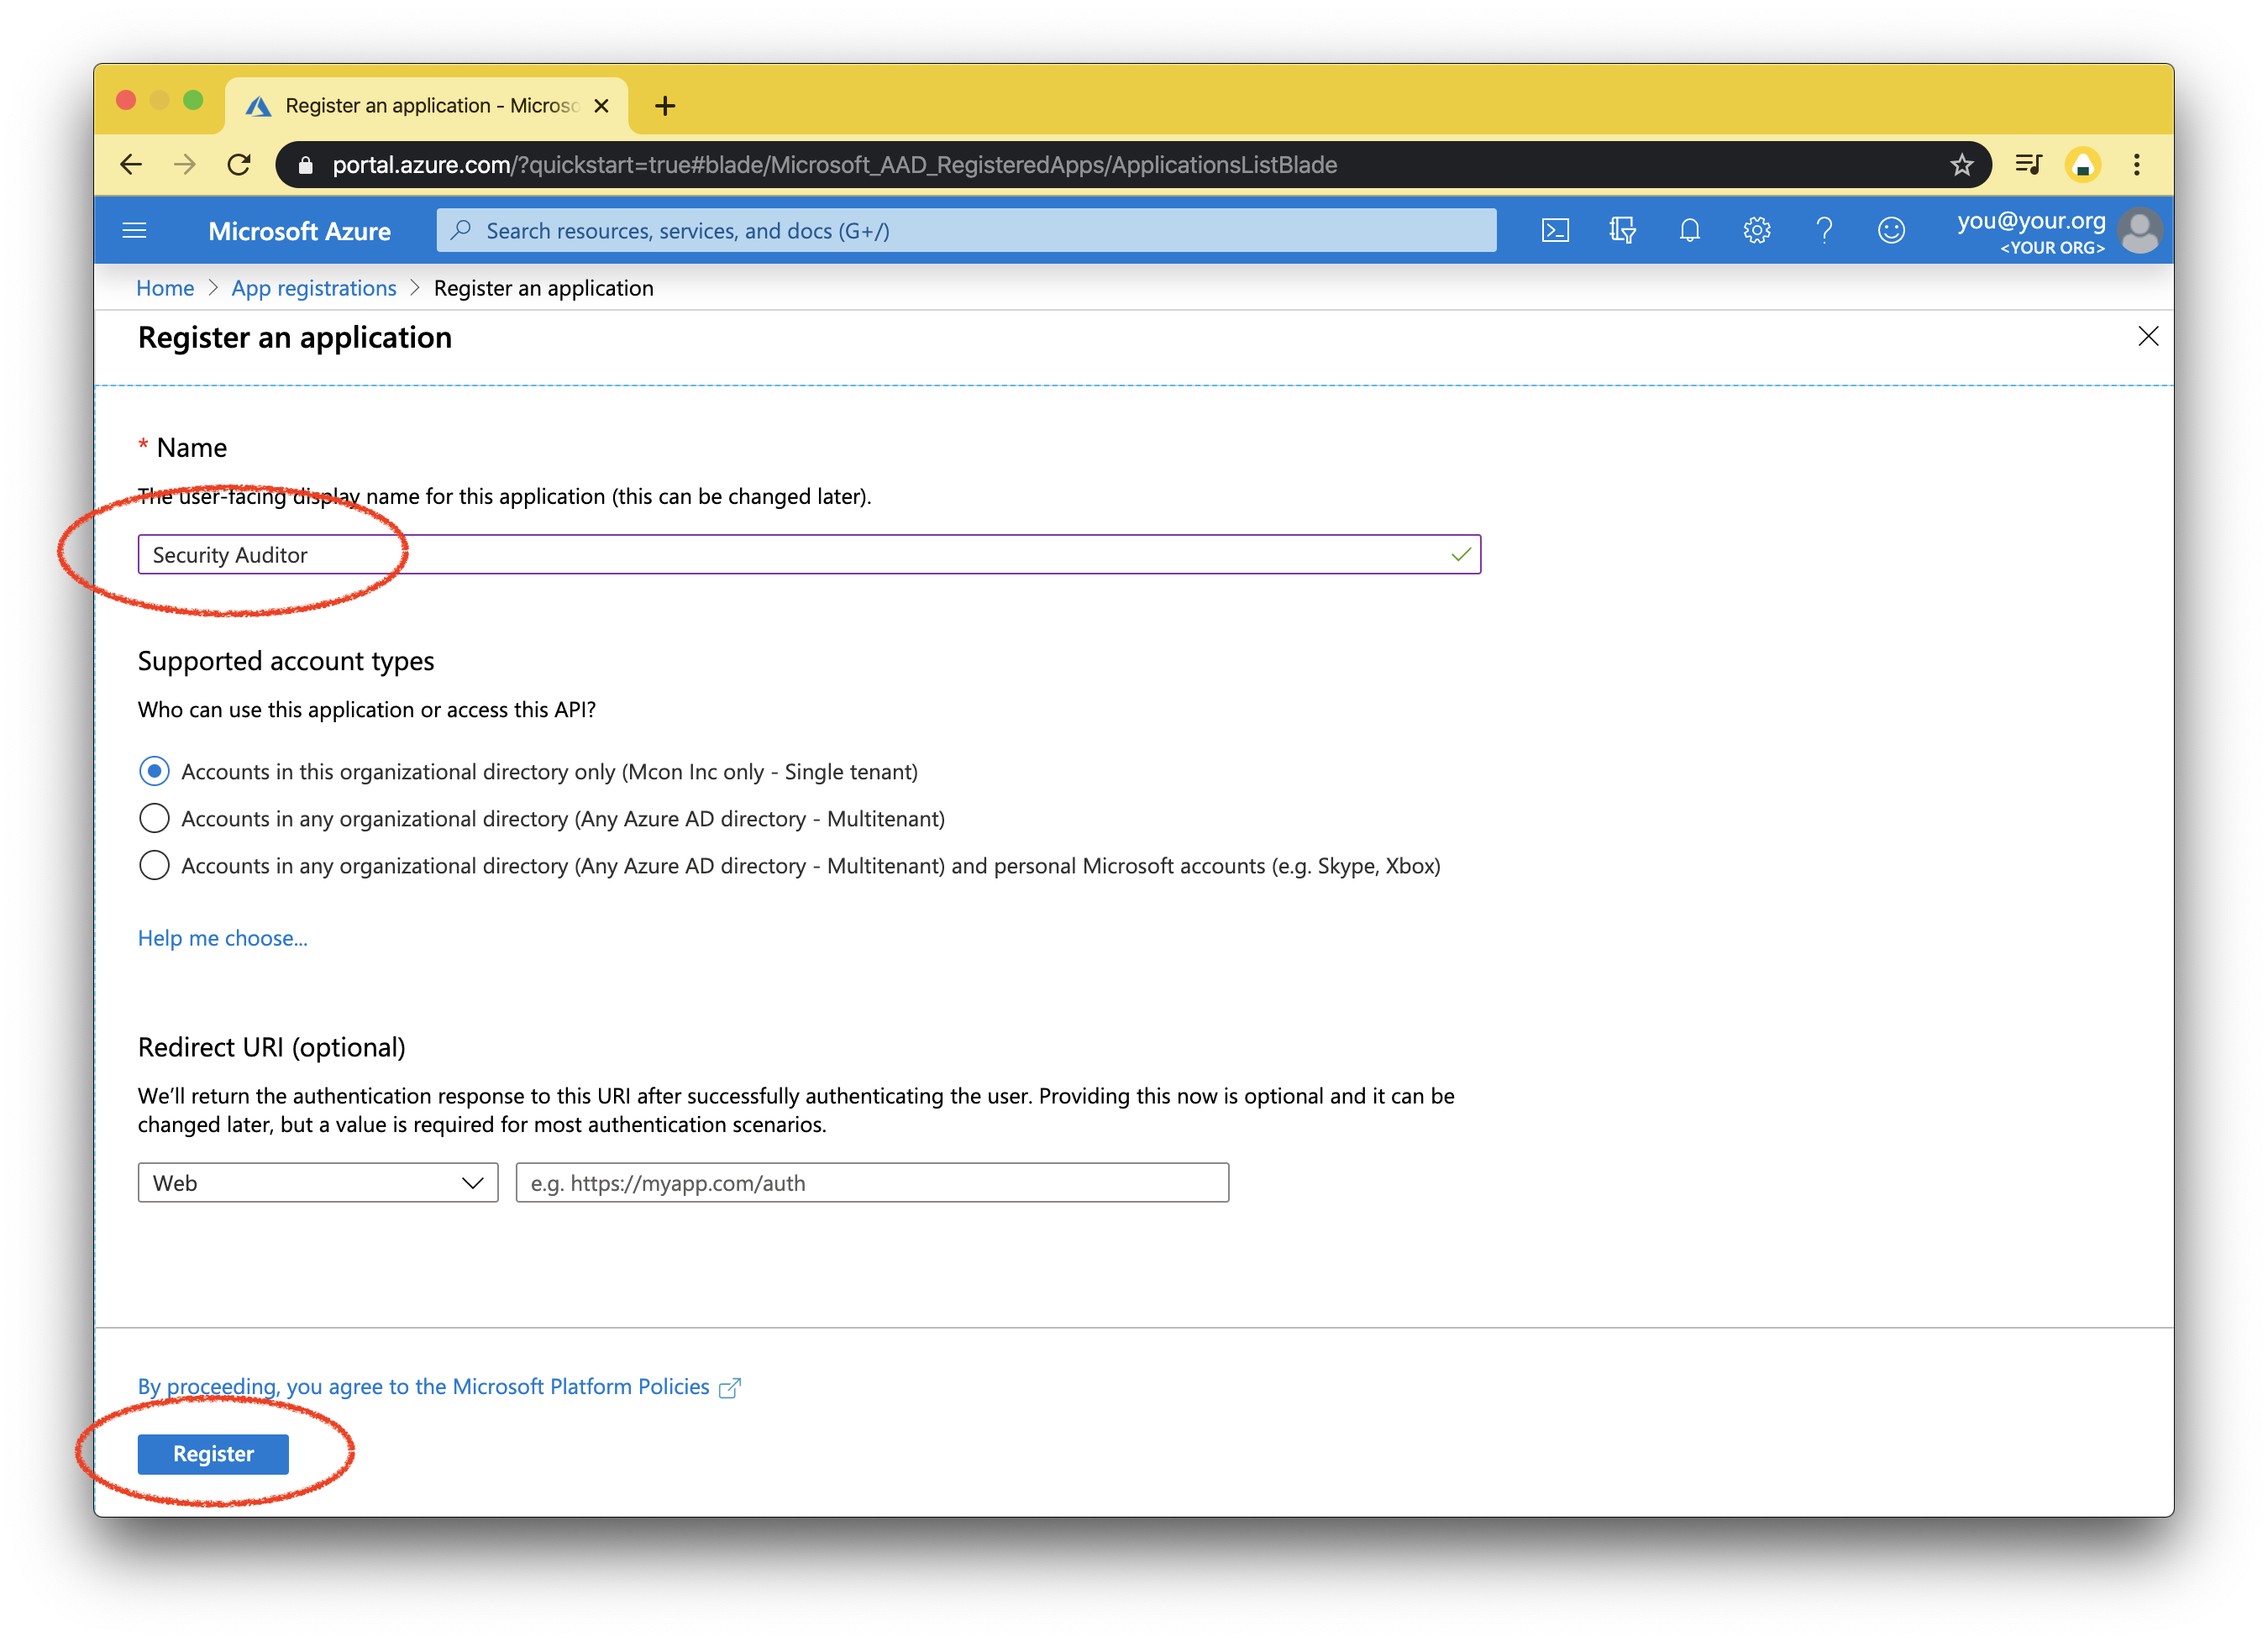 Register an application - Microso
portal.azure.com/?quickstart=true#blade/Microsoft_AAD_RegisteredApps/ApplicationsListBlade
Microsoft Azure
Search resources, services, and docs (G+/)
you@your.org
<YOUR ORG>
Home > App registrations > Register an application
Register an application
* Name
The user-facing display name for this application (this can be changed later).
Security Auditor
Supported account types
Who can use this application or access this API?
Accounts in this organizational directory only (Mcon Inc only - Single tenant)
Accounts in any organizational directory (Any Azure AD directory - Multitenant)
Accounts in any organizational directory (Any Azure AD directory - Multitenant) and personal Microsoft accounts (e.g. Skype, Xbox)
Help me choose...
Redirect URI (optional)
We’ll return the authentication response to this URI after successfully authenticating the user. Providing this now is optional and it can be
changed later, but a value is required for most authentication scenarios.
Web
e.g. https://myapp.com/auth
By proceeding, you agree to the Microsoft Platform Policies
Register